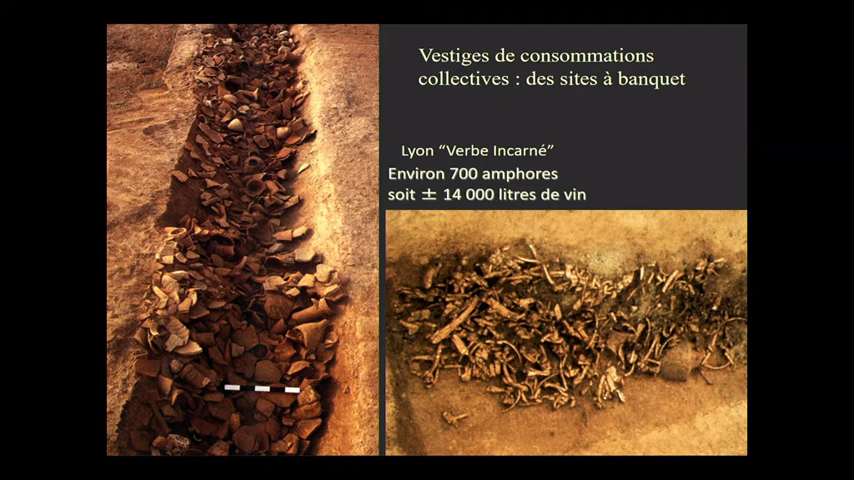 Vestiges de consommations
collectives : des sites à banquet
Lyon “Verbe Incarné”
Environ 700 amphores
soit ± 14 000 litres de vin